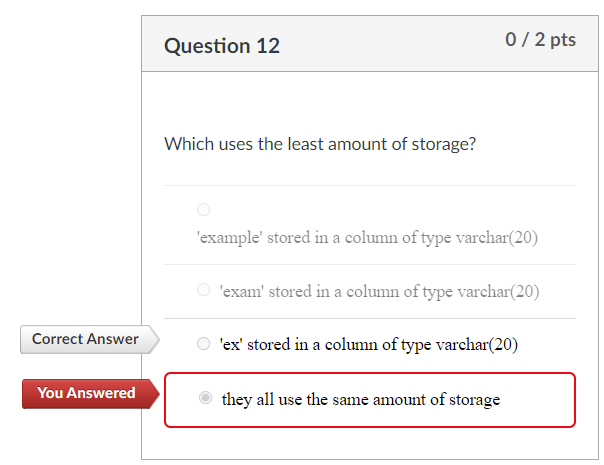 Question 12
0 / 2 pts
Which uses the least amount of storage?
'example' stored in a column of type varchar(20)
'exam' stored in a column of type varchar(20)
Correct Answer
'ex' stored in a column of type varchar(20)
You Answered
they all use the same amount of storage